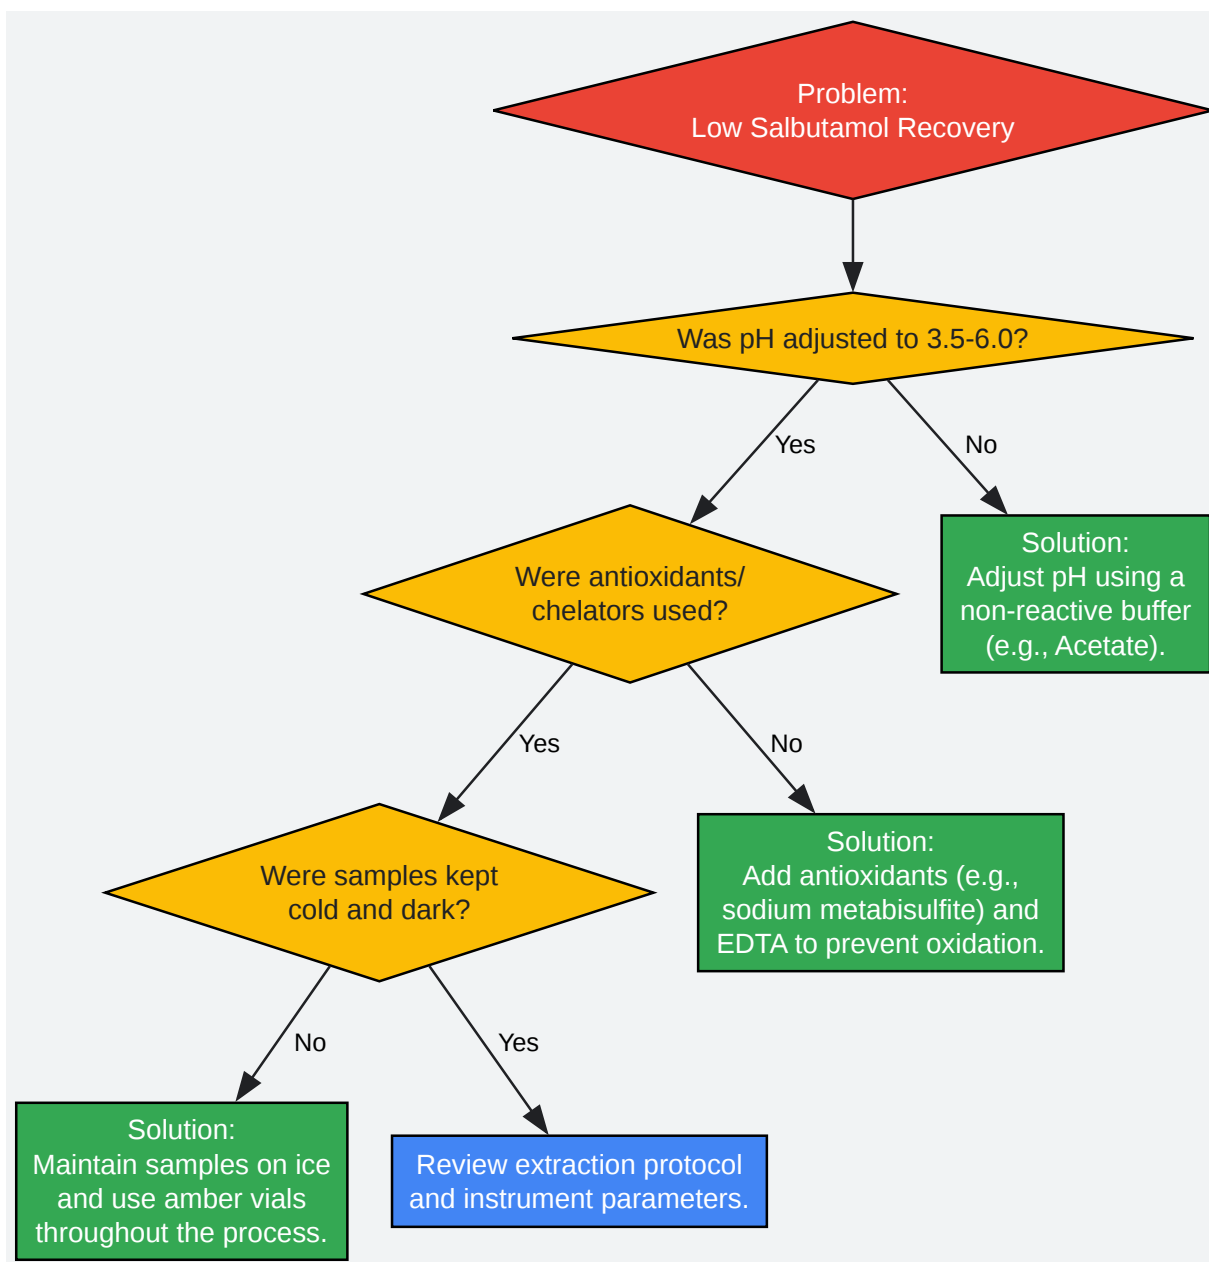 Problem:
Low Salbutamol Recovery
Was pH adjusted to 3.5-6.0?
Yes
No
Were antioxidants/
chelators used?
Solution:
Adjust pH using a
non-reactive buffer
(e.g., Acetate).
Yes
No
Were samples kept
cold and dark?
Solution:
Add antioxidants (e.g.,
sodium metabisulfite) and
EDTA to prevent oxidation.
No
Yes
Solution:
Maintain samples on ice
and use amber vials
throughout the process.
Review extraction protocol
and instrument parameters.